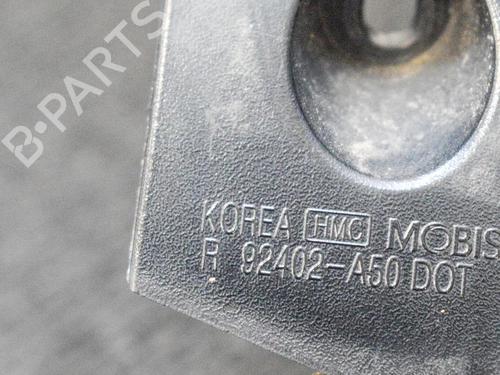 B-PARTS
KOREA HMC MOBIS
R 92402-A50 DOT